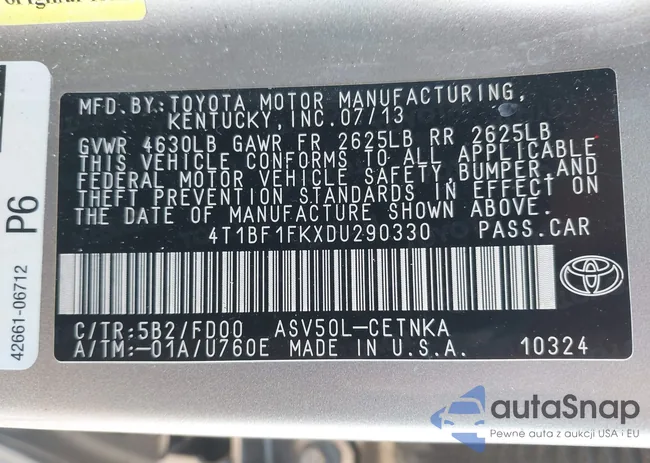 MFD.BY:TOYOTA MOTOR MANUFACTURING,
KENTUCKY, INC.07/13
GVWR 4630LB GAWR FR 2625LB RR 2625LB
THIS VEHICLE CONFORMS TO ALL APPLICABLE
FEDERAL MOTOR VEHICLE SAFETY,BUMPER,AND
THEFT PREVENTION STANDARDS IN EFFECT ON
THE DATE OF MANUFACTURE SHOWN ABOVE.
4T1BF1FKXDU290330 PASS.CAR
C/TR:5B2/FD00 ASV50L-CETNKA
A/TM:-01A/U760E MADE IN U.S.A. 10324
P6
42661-06712
autaSnap
Pewne auta z aukcji USA i EU